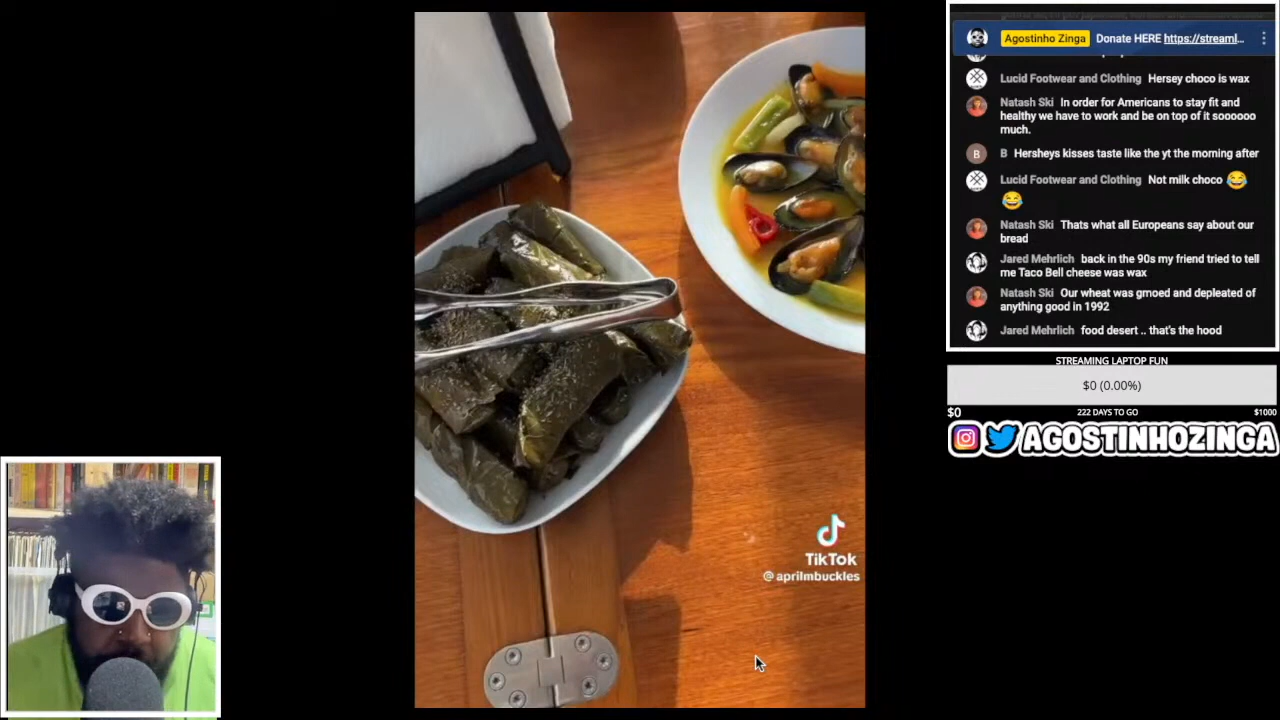 Agostinho Zinga Donate HERE https://streaml...
Lucid Footwear and Clothing Hersey choco is wax
Natash Ski In order for Americans to stay fit and
healthy we have to work and be on top of it soooooo
much.
B B Hersheys kisses taste like the yt the morning after
Lucid Footwear and Clothing Not milk choco 😂
😂
Natash Ski Thats what all Europeans say about our
bread
Jared Mehrlich back in the 90s my friend tried to tell
me Taco Bell cheese was wax
Natash Ski Our wheat was gmoed and depleated of
anything good in 1992
Jared Mehrlich food desert .. that's the hood
STREAMING LAPTOP FUN
$0 (0.00%)
$0 222 DAYS TO GO $1000
AGOSTINHOZINGA
TikTok
@aprilmbuckles